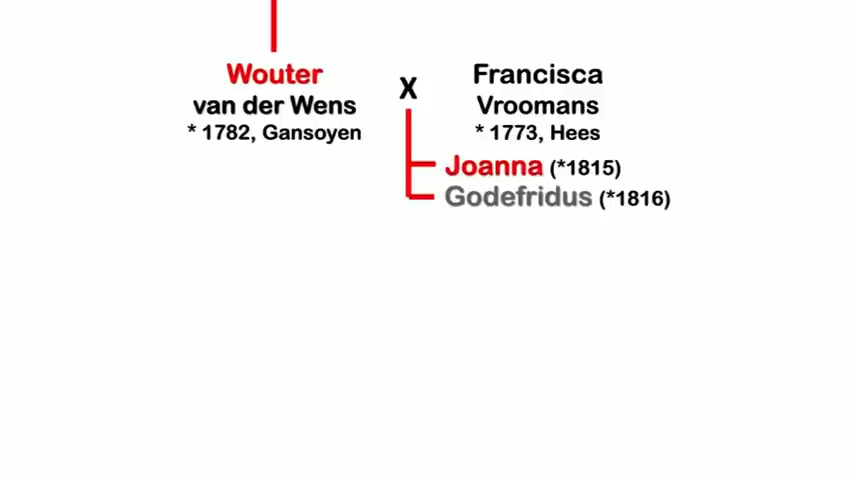 Wouter
van der Wens
* 1782, Gansoyen
X
Francisca
Vroomans
* 1773, Hees
Joanna (*1815)
Godefridus (*1816)